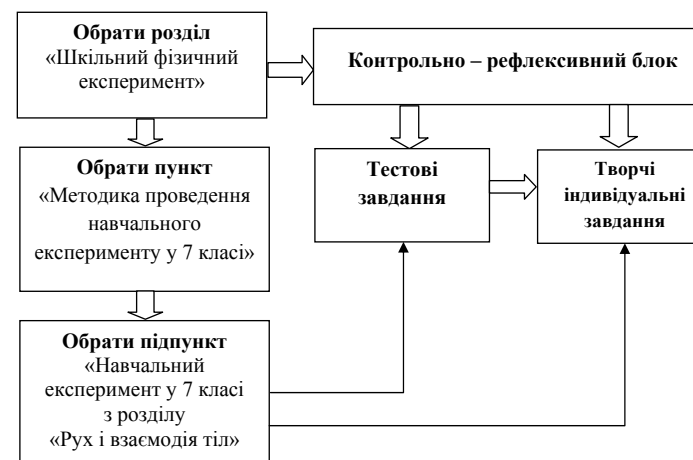 Обрати розділ
«Шкільний фізичний
експеримент»
Контрольно – рефлексивний блок
Обрати пункт
«Методика проведення
навчального
експерименту у 7 класі»
Тестові
завдання
Творчі
індивідуальні
завдання
Обрати підпункт
«Навчальний
експеримент у 7 класі
з розділу
«Рух і взаємодія тіл»